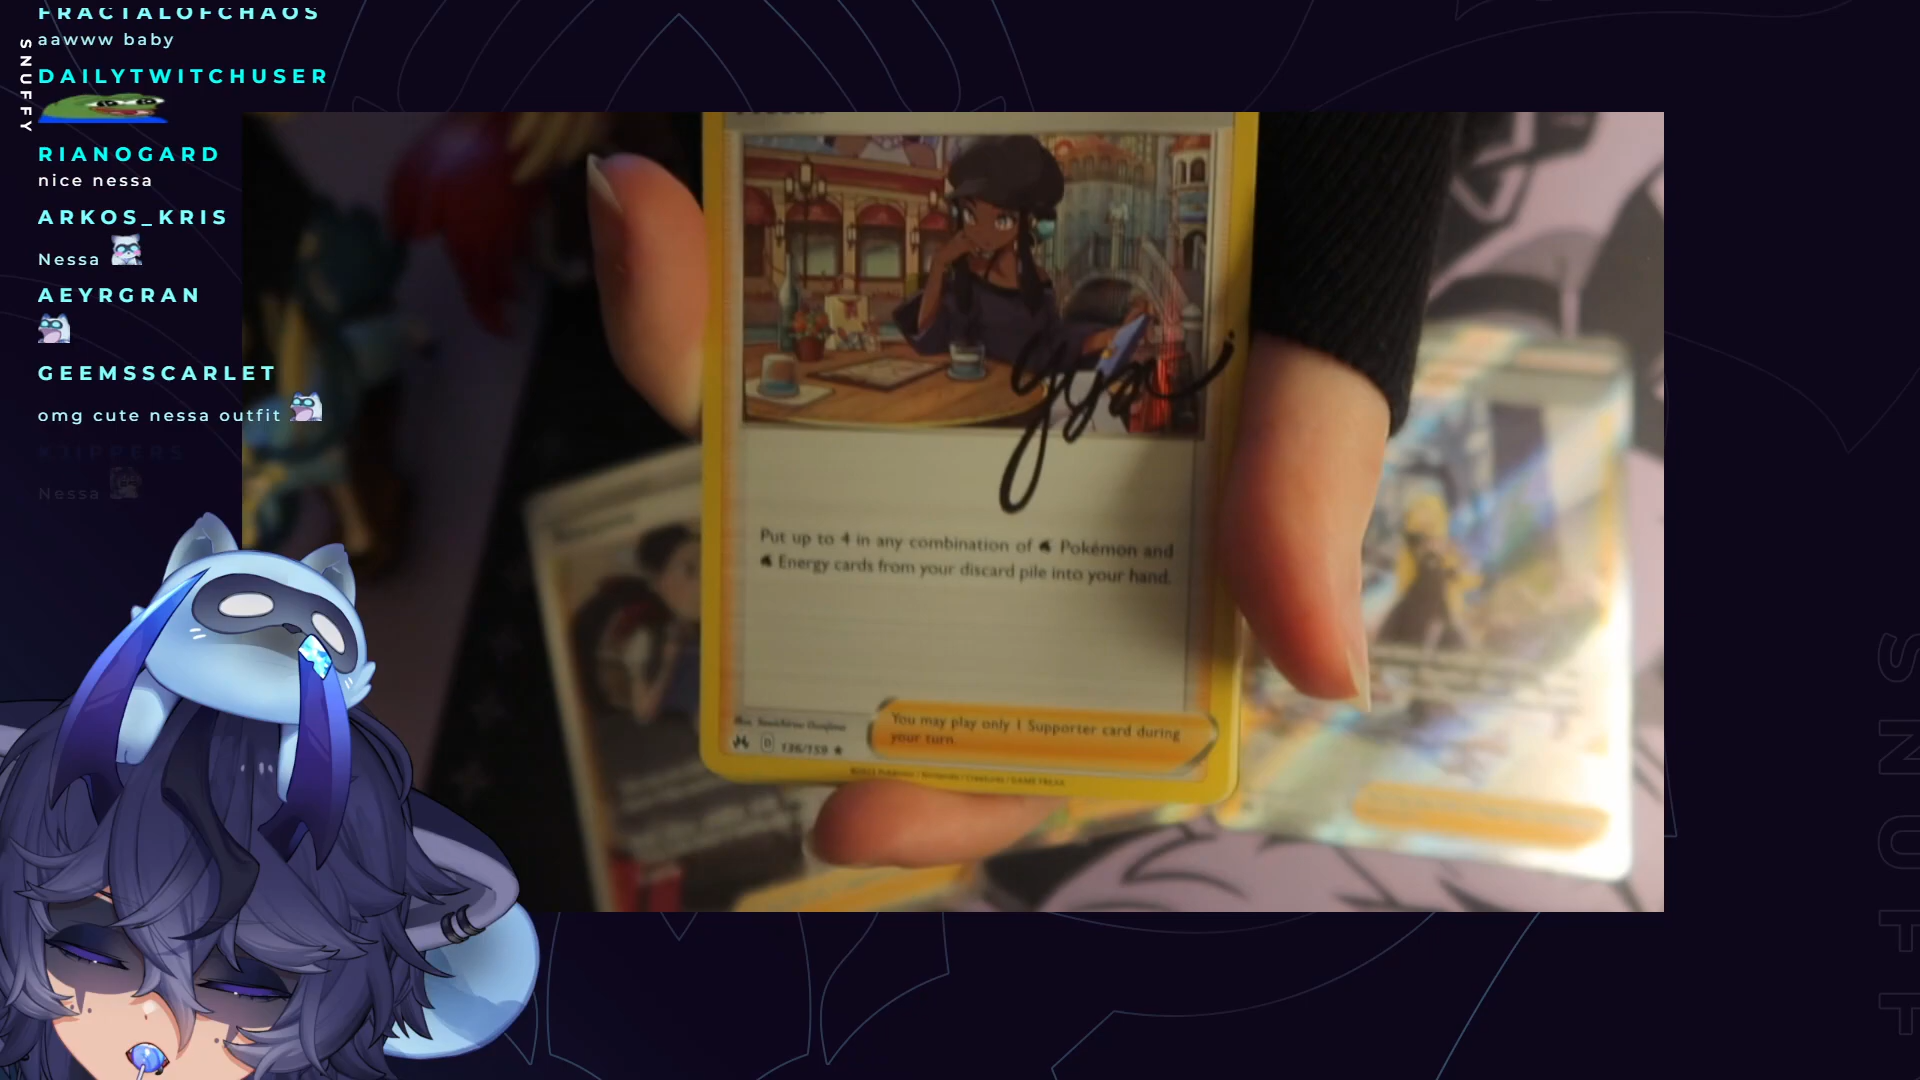 FRACTALOFCHAOS
aawww baby
SNUFFY
DAILYTWITCHUSER
RIANOGARD
nice nessa
ARKOS_KRIS
Nessa
AEYRGRAN
GEEMSSCARLET
omg cute nessa outfit
KJIPPERS
Nessa
Put up to 4 in any combination of Pokémon and
Energy cards from your discard pile into your hand.
You may play only 1 Supporter card during
your turn.
D 136/159
SNUFF